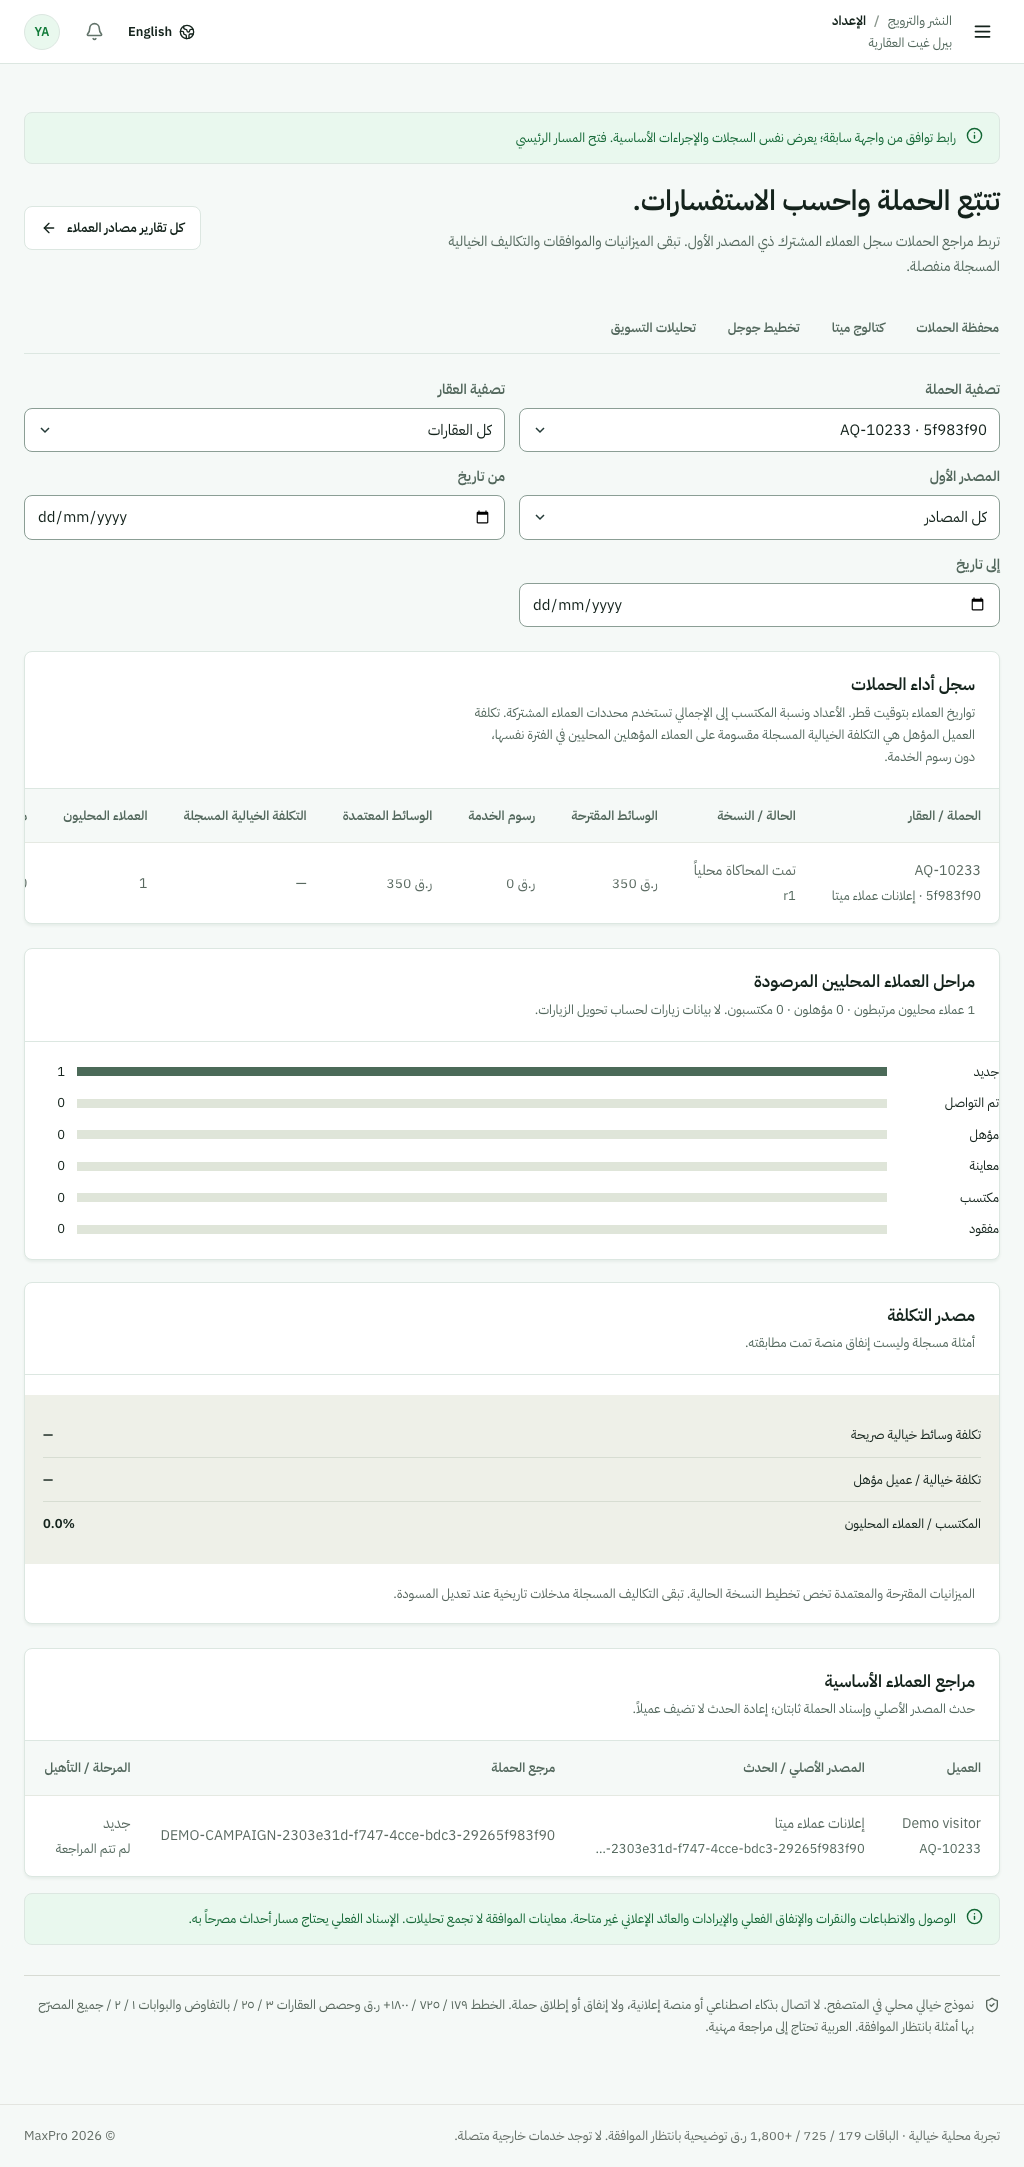 النشر والترويج / الإعداد
بيرل غيت العقارية
English
YA
رابط توافق من واجهة سابقة؛ يعرض نفس السجلات والإجراءات الأساسية. فتح المسار الرئيسي
تتبّع الحملة واحسب الاستفسارات.
تربط مراجع الحملات سجل العملاء المشترك ذي المصدر الأول. تبقى الميزانيات والموافقات والتكاليف الخيالية
المسجلة منفصلة.
كل تقارير مصادر العملاء
محفظة الحملات
كتالوج ميتا
تخطيط جوجل
تحليلات التسويق
تصفية الحملة
تصفية العقار
AQ-10233 · 5f983f90
كل العقارات
المصدر الأول
من تاريخ
كل المصادر
dd/mm/yyyy
إلى تاريخ
dd/mm/yyyy
سجل أداء الحملات
تواريخ العملاء بتوقيت قطر. الأعداد ونسبة المكتسب إلى الإجمالي تستخدم محددات العملاء المشتركة. تكلفة
العميل المؤهل هي التكلفة الخيالية المسجلة مقسومة على العملاء المؤهلين المحليين في الفترة نفسها،
دون رسوم الخدمة.
الحملة / العقار
الحالة / النسخة
الوسائط المقترحة
رسوم الخدمة
الوسائط المعتمدة
التكلفة الخيالية المسجلة
العملاء المحليون
AQ-10233
5f983f90 · إعلانات عملاء ميتا
تمت المحاكاة محلياً
r1
ر.ق 350
ر.ق 0
ر.ق 350
—
1
مراحل العملاء المحليين المرصودة
1 عملاء محليون مرتبطون · 0 مؤهلون · 0 مكتسبون. لا بيانات زيارات لحساب تحويل الزيارات.
جديد 1
تم التواصل 0
مؤهل 0
معاينة 0
مكتسب 0
مفقود 0
مصدر التكلفة
أمثلة مسجلة وليست إنفاق منصة تمت مطابقته.
تكلفة وسائط خيالية صريحة —
تكلفة خيالية / عميل مؤهل —
المكتسب / العملاء المحليون 0.0%
الميزانيات المقترحة والمعتمدة تخص تخطيط النسخة الحالية. تبقى التكاليف المسجلة مدخلات تاريخية عند تعديل المسودة.
مراجع العملاء الأساسية
حدث المصدر الأصلي وإسناد الحملة ثابتان؛ إعادة الحدث لا تضيف عميلاً.
العميل
المصدر الأصلي / الحدث
مرجع الحملة
المرحلة / التأهيل
Demo visitor
AQ-10233
إعلانات عملاء ميتا
…-2303e31d-f747-4cce-bdc3-29265f983f90
DEMO-CAMPAIGN-2303e31d-f747-4cce-bdc3-29265f983f90
جديد
لم تتم المراجعة
الوصول والانطباعات والنقرات والإنفاق الفعلي والإيرادات والعائد الإعلاني غير متاحة. معاينات الموافقة لا تجمع تحليلات. الإسناد الفعلي يحتاج مسار أحداث مصرحاً به.
نموذج خيالي محلي في المتصفح. لا اتصال بذكاء اصطناعي أو منصة إعلانية، ولا إنفاق أو إطلاق حملة. الخطط ١٧٩ / ٧٢٥ / ١٨٠٠+ ر.ق وحصص العقارات ٣ / ٢٥ / بالتفاوض والبوابات ١ / ٢ / جميع المصرّح
بها أمثلة بانتظار الموافقة. العربية تحتاج إلى مراجعة مهنية.
تجربة محلية خيالية · الباقات 179 / 725 / +1,800 ر.ق توضيحية بانتظار الموافقة. لا توجد خدمات خارجية متصلة.
© 2026 MaxPro